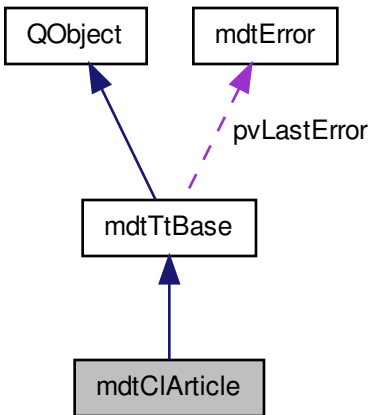 QObject
mdtError
pvLastError
mdtTtBase
mdtClArticle